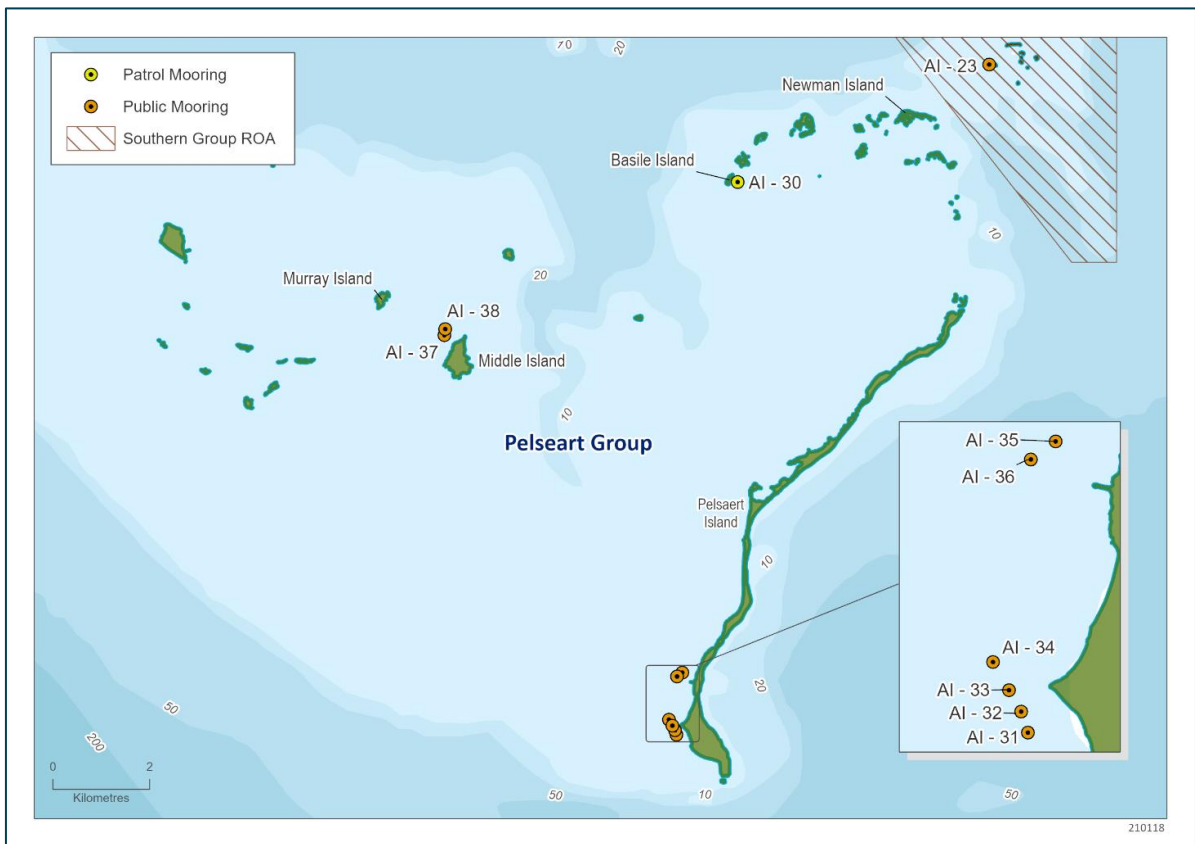 10
20
Patrol Mooring
Public Mooring
Southern Group ROA
AI - 23
Newman Island
Basile Island
AI - 30
10
20
Murray Island
AI - 38
AI - 37
Middle Island
10
Pelseart Group
AI - 35
AI - 36
Pelsaert
Island
10
AI - 34
AI - 33
AI - 32
AI - 31
20
50
200
0 2
Kilometres
50
10
50
210118